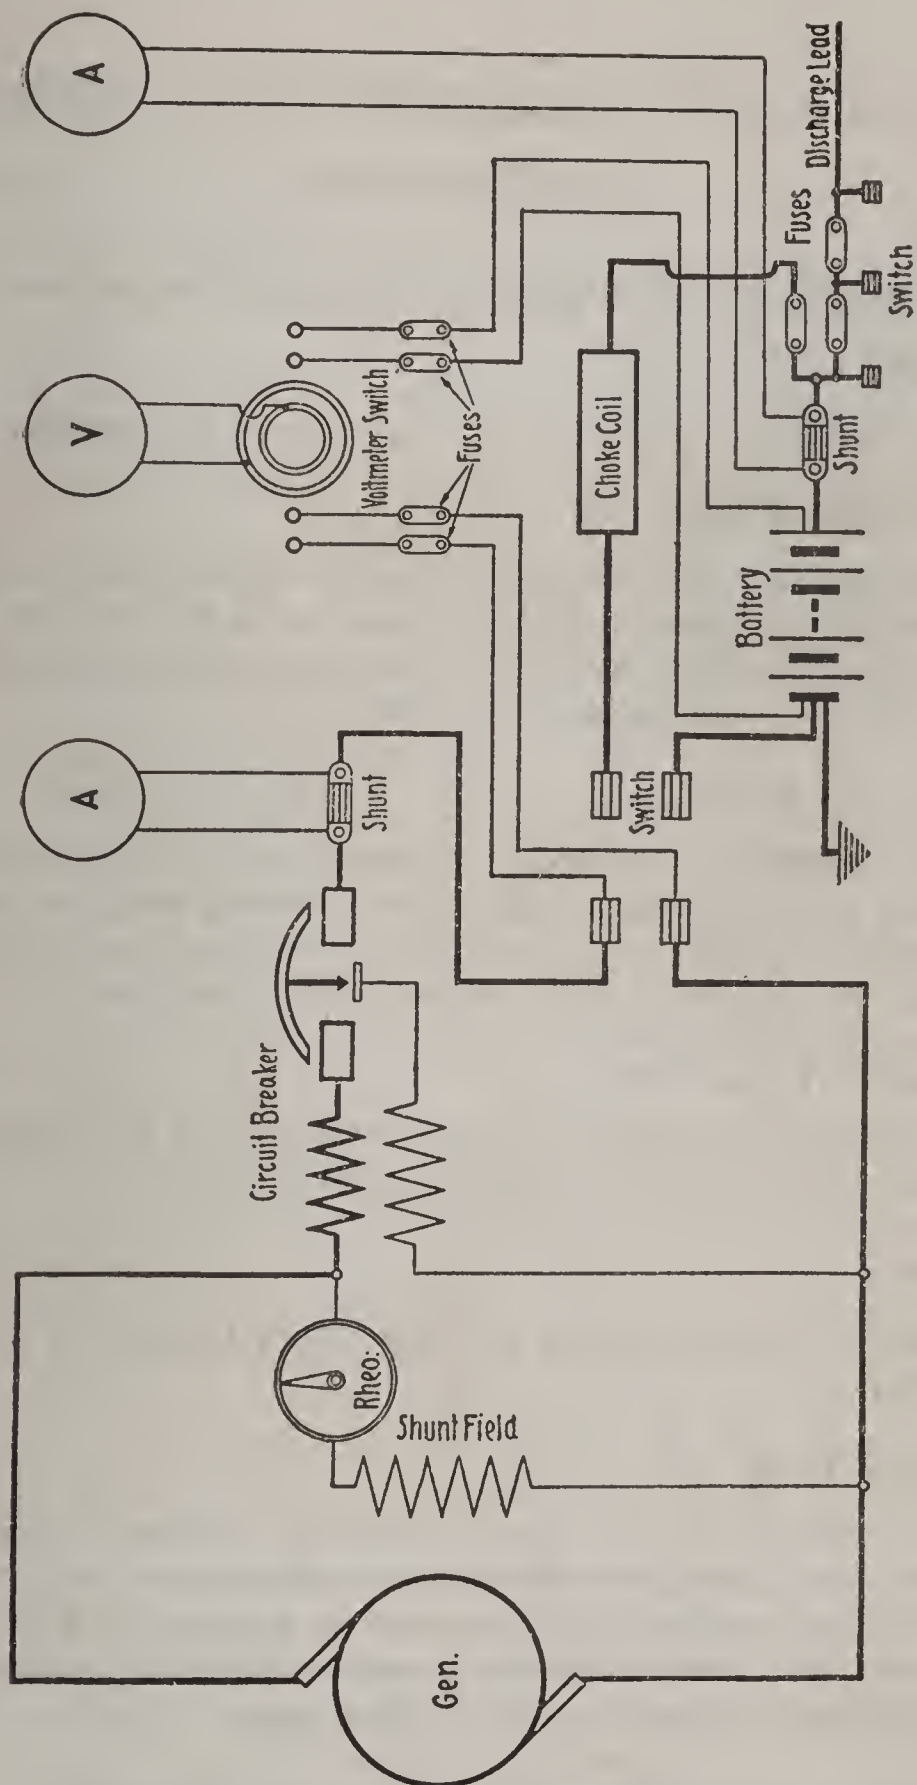 A
V
A
Discharge Lead
Fuses
Switch
Voltmeter Switch
Fuses
Choke Coil
Shunt
Battery
Switch
Shunt
Circuit Breaker
Rheo:
Shunt Field
Gen.